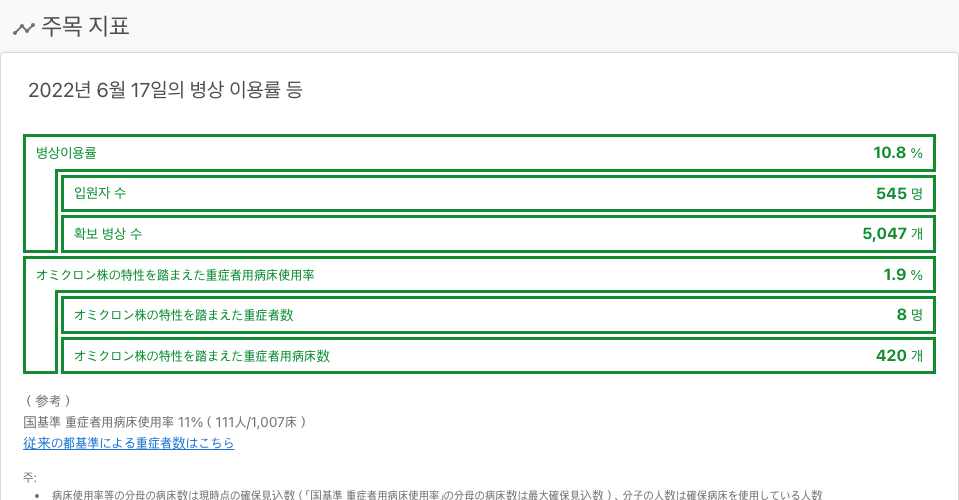 주목 지표
2022년 6월 17일의 병상 이용률 등
병상이용률 10.8 %
입원자 수 545 명
확보 병상 수 5,047 개
オミクロン株の特性を踏まえた重症者用病床使用率 1.9 %
オミクロン株の特性を踏まえた重症者数 8 명
オミクロン株の特性を踏まえた重症者用病床数 420 개
( 参考 )
国基準 重症者用病床使用率 11% ( 111人/1,007床 )
従来の都基準による重症者数はこちら
주:
• 病床使用率等の分母の病床数は現時点の確保見込数 (「国基準 重症者用病床使用率」の分母の病床数は最大確保見込数 ) 、分子の人数は確保病床を使用している人数